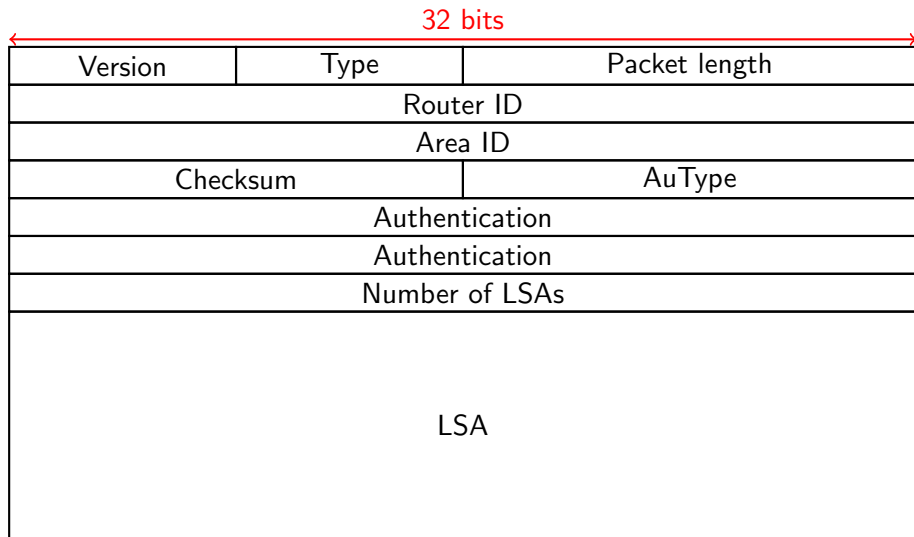 32 bits
Version Type Packet length
Router ID
Area ID
Checksum AuType
Authentication
Authentication
Number of LSAs
LSA